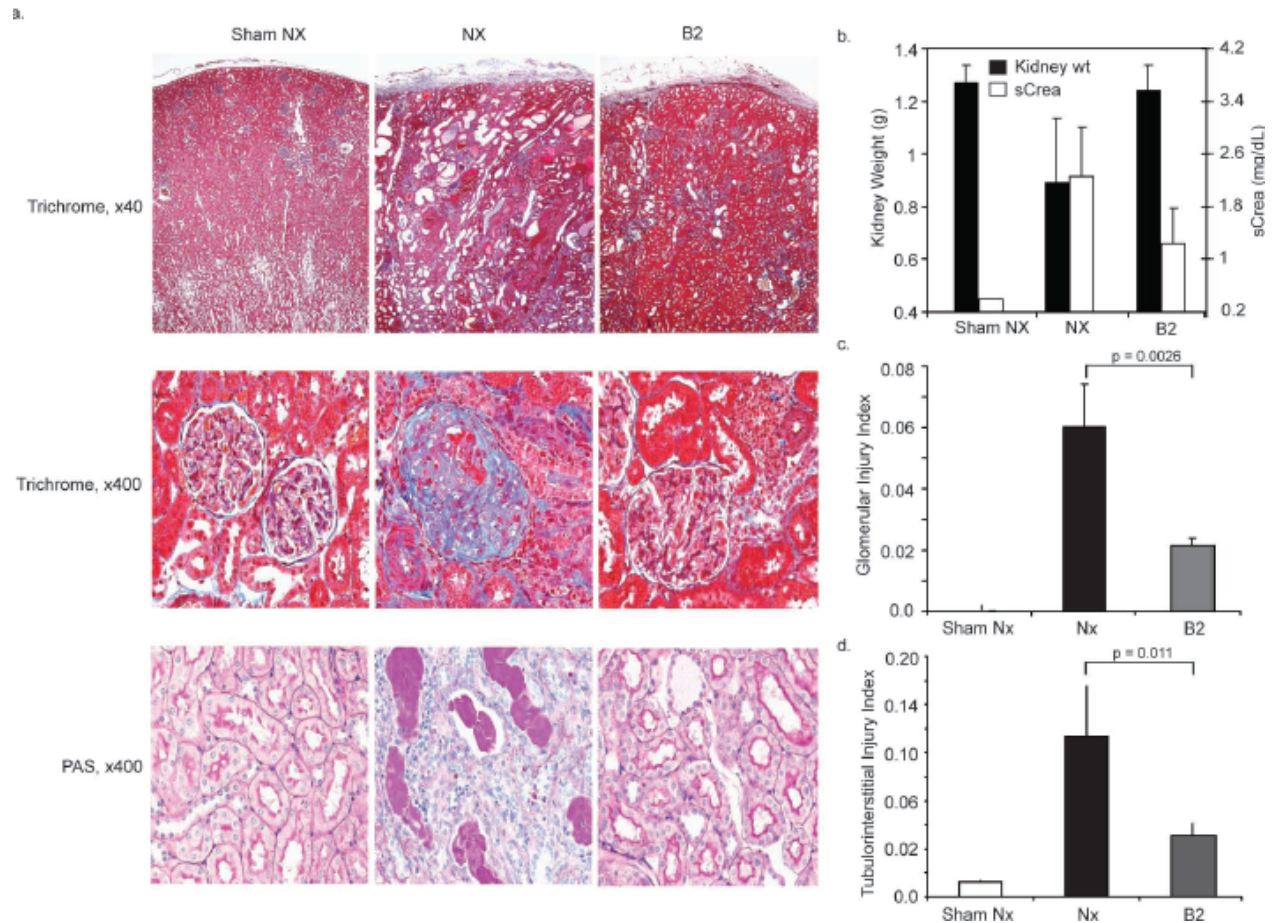 a.
Sham NX NX B2
Trichrome, x40
Trichrome, x400
PAS, x400
b.
1.4
1.2
1.0
0.8
0.6
0.4
Kidney Weight (g)
Kidney wt
sCrea
4.2
3.4
2.6
1.8
1
0.2
sCrea (mg/dL)
Sham NX NX B2
c.
p = 0.0026
0.08
0.06
0.04
0.02
0.0
Glomerular Injury Index
Sham Nx Nx B2
d.
p = 0.011
0.20
0.14
0.10
0.06
0.02
0.0
Tubulorinterstitial Injury Index
Sham Nx Nx B2